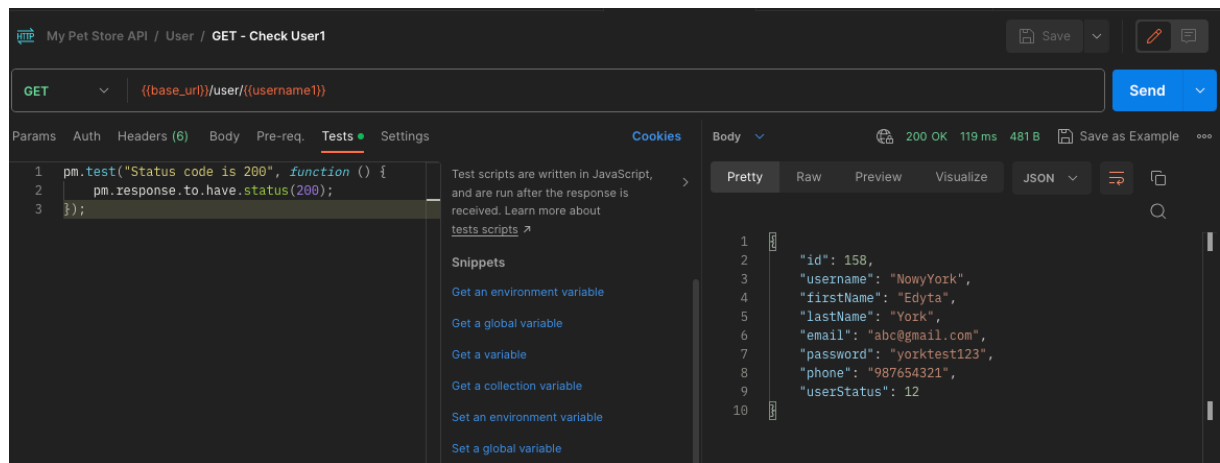 HTTP My Pet Store API / User / GET - Check User1 Save
GET {{base_url}}/user/{{username1}} Send
Params Auth Headers (6) Body Pre-req. Tests Settings Cookies
1 pm.test("Status code is 200", function () {
2 pm.response.to.have.status(200);
3 });
Test scripts are written in JavaScript,
and are run after the response is
received. Learn more about
tests scripts ↗
Snippets
Get an environment variable
Get a global variable
Get a variable
Get a collection variable
Set an environment variable
Set a global variable
Body 200 OK 119 ms 481 B Save as Example
Pretty Raw Preview Visualize JSON
1 {
2 "id": 158,
3 "username": "NowyYork",
4 "firstName": "Edyta",
5 "lastName": "York",
6 "email": "abc@gmail.com",
7 "password": "yorktest123",
8 "phone": "987654321",
9 "userStatus": 12
10 }